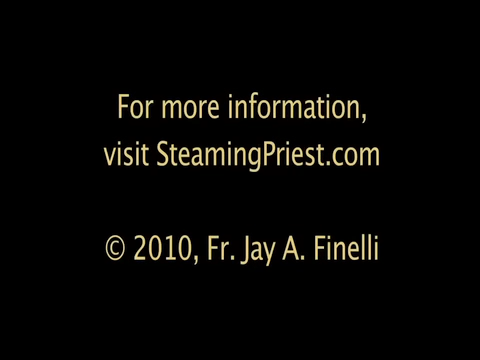 For more information,
visit SteamingPriest.com
© 2010, Fr. Jay A. Finelli